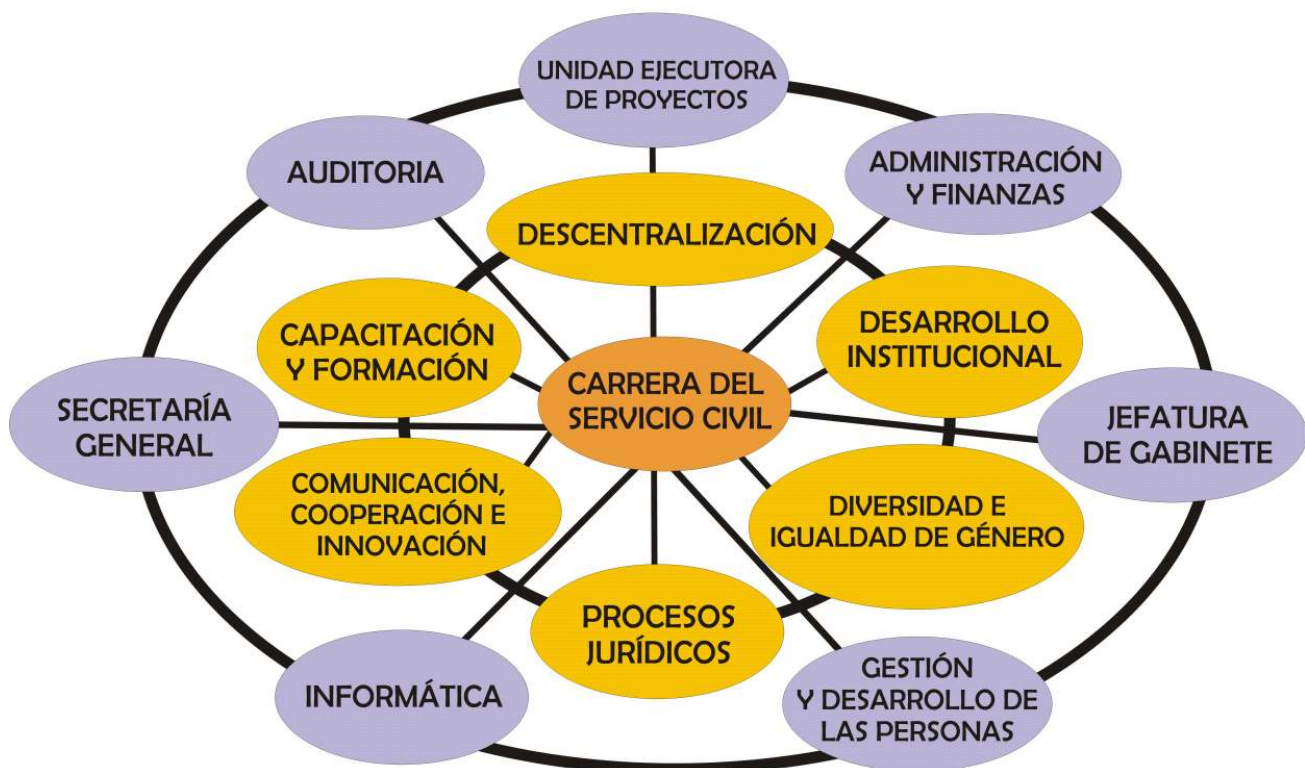 UNIDAD EJECUTORA
DE PROYECTOS
AUDITORIA
ADMINISTRACIÓN
Y FINANZAS
DESCENTRALIZACIÓN
CAPACITACIÓN
Y FORMACIÓN
DESARROLLO
INSTITUCIONAL
CARRERA DEL
SERVICIO CIVIL
SECRETARÍA
GENERAL
JEFATURA
DE GABINETE
COMUNICACIÓN,
COOPERACIÓN E
INNOVACIÓN
DIVERSIDAD E
IGUALDAD DE GÉNERO
PROCESOS
JURÍDICOS
INFORMÁTICA
GESTIÓN
Y DESARROLLO DE
LAS PERSONAS